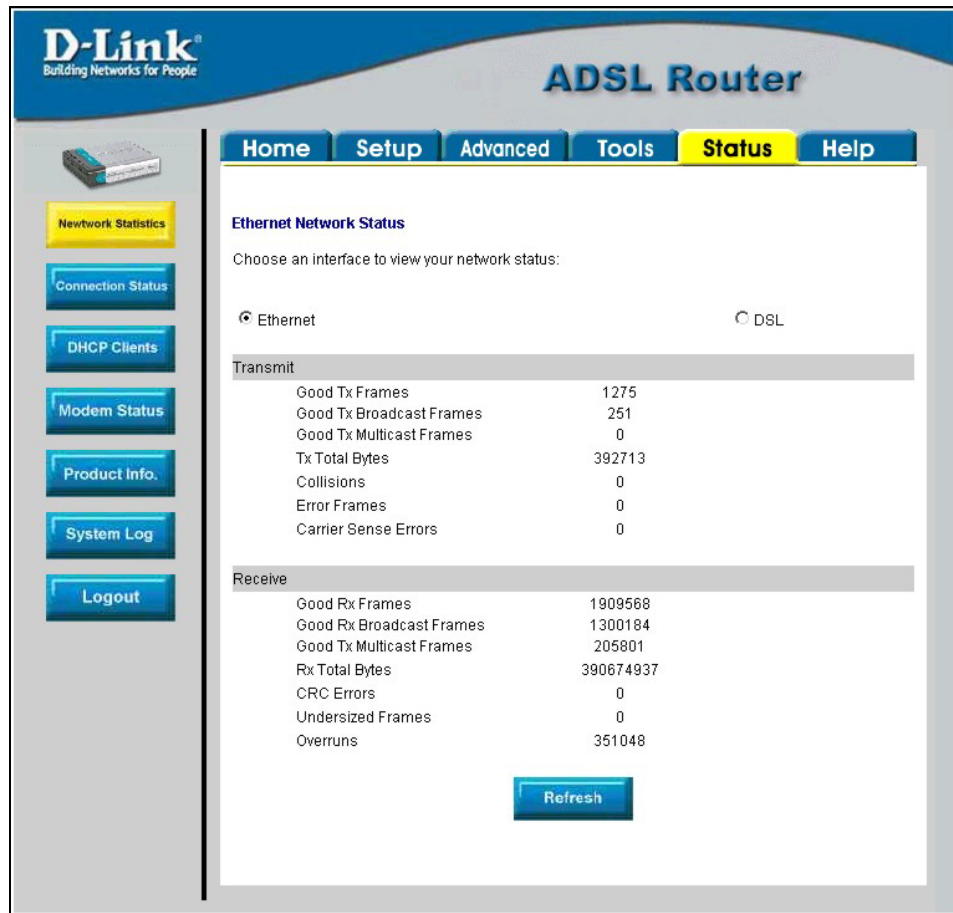 D-Link®
Building Networks for People
ADSL Router
Home Setup Advanced Tools Status Help
Newtwork Statistics
Connection Status
DHCP Clients
Modem Status
Product Info.
System Log
Logout
Ethernet Network Status
Choose an interface to view your network status:
Ethernet DSL
Transmit
Good Tx Frames 1275
Good Tx Broadcast Frames 251
Good Tx Multicast Frames 0
Tx Total Bytes 392713
Collisions 0
Error Frames 0
Carrier Sense Errors 0
Receive
Good Rx Frames 1909568
Good Rx Broadcast Frames 1300184
Good Tx Multicast Frames 205801
Rx Total Bytes 390674937
CRC Errors 0
Undersized Frames 0
Overruns 351048
Refresh